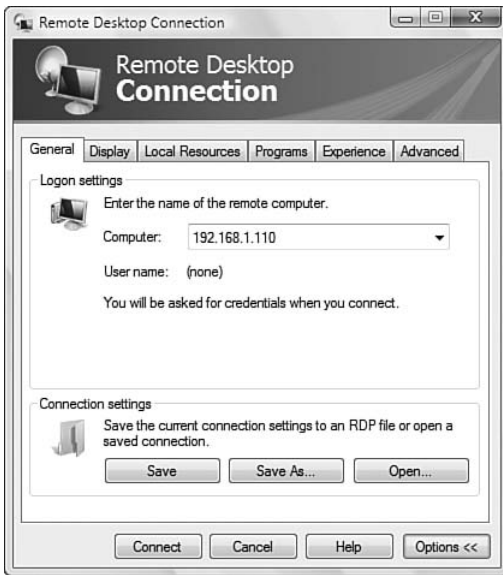 Remote Desktop Connection
Remote Desktop
Connection
General Display Local Resources Programs Experience Advanced
Logon settings
Enter the name of the remote computer.
Computer: 192.168.1.110
User name: (none)
You will be asked for credentials when you connect.
Connection settings
Save the current connection settings to an RDP file or open a
saved connection.
Save Save As... Open...
Connect Cancel Help Options <<